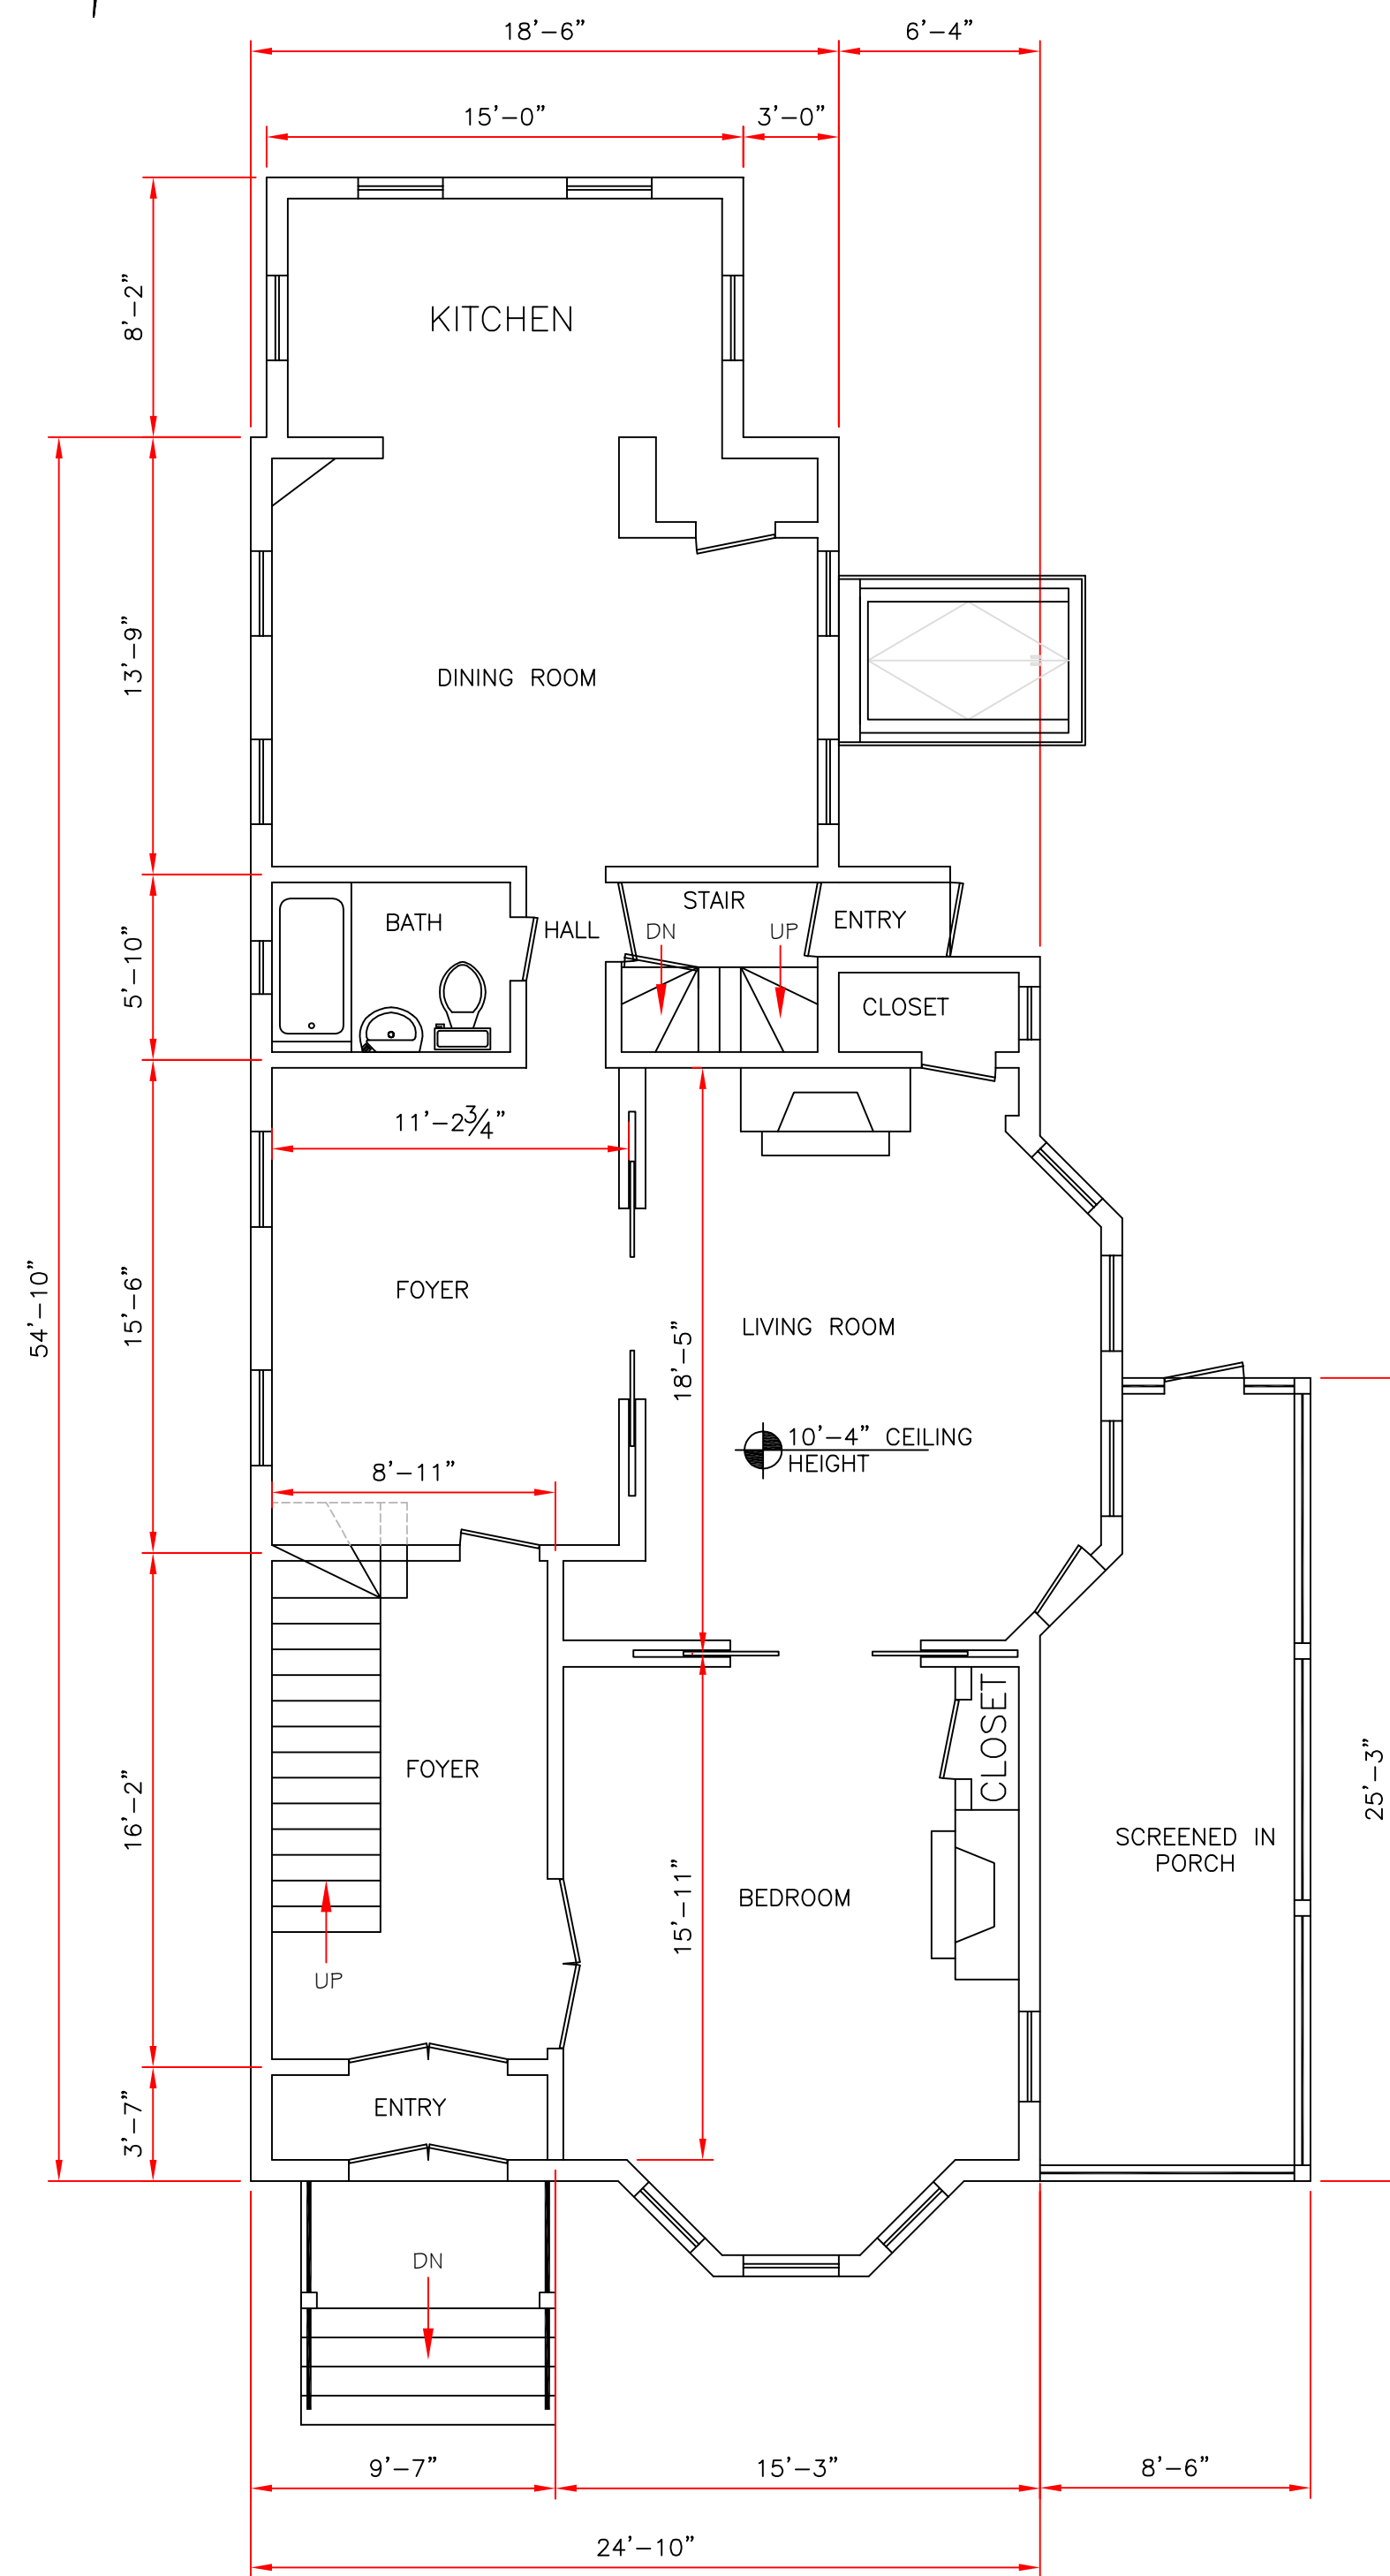 18'-6" 6'-4"
15'-0" 3'-0"
8'-2"
KITCHEN
13'-9"
DINING ROOM
STAIR
BATH
HALL
DN
UP
ENTRY
5'-10"
CLOSET
11'-2 3/4"
54'-10"
15'-6"
FOYER
LIVING ROOM
18'-5"
10'-4" CEILING
HEIGHT
8'-11"
CLOSET
25'-3"
16'-2"
FOYER
SCREENED IN
PORCH
15'-11"
BEDROOM
UP
3'-7"
ENTRY
DN
9'-7" 15'-3" 8'-6"
24'-10"